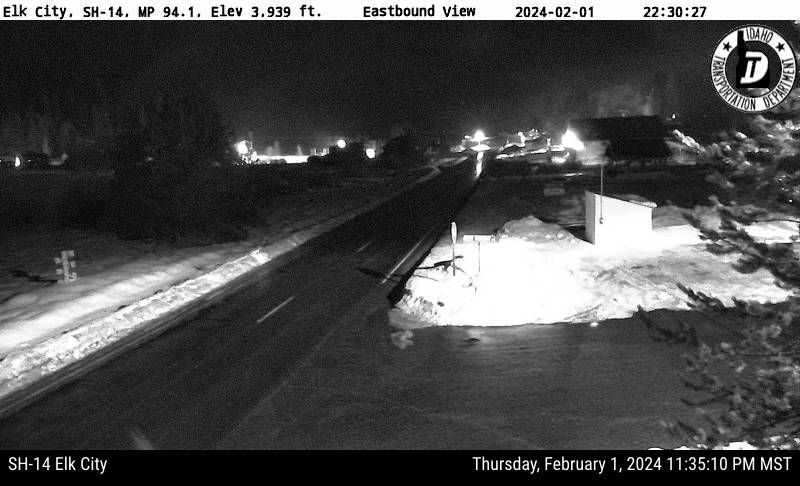 Elk City, SH-14, MP 94.1, Elev 3,939 ft. Eastbound View 2024-02-01 22:30:27
IDAHO
TRANSPORTATION DEPARTMENT
SH-14 Elk City Thursday, February 1, 2024 11:35:10 PM MST